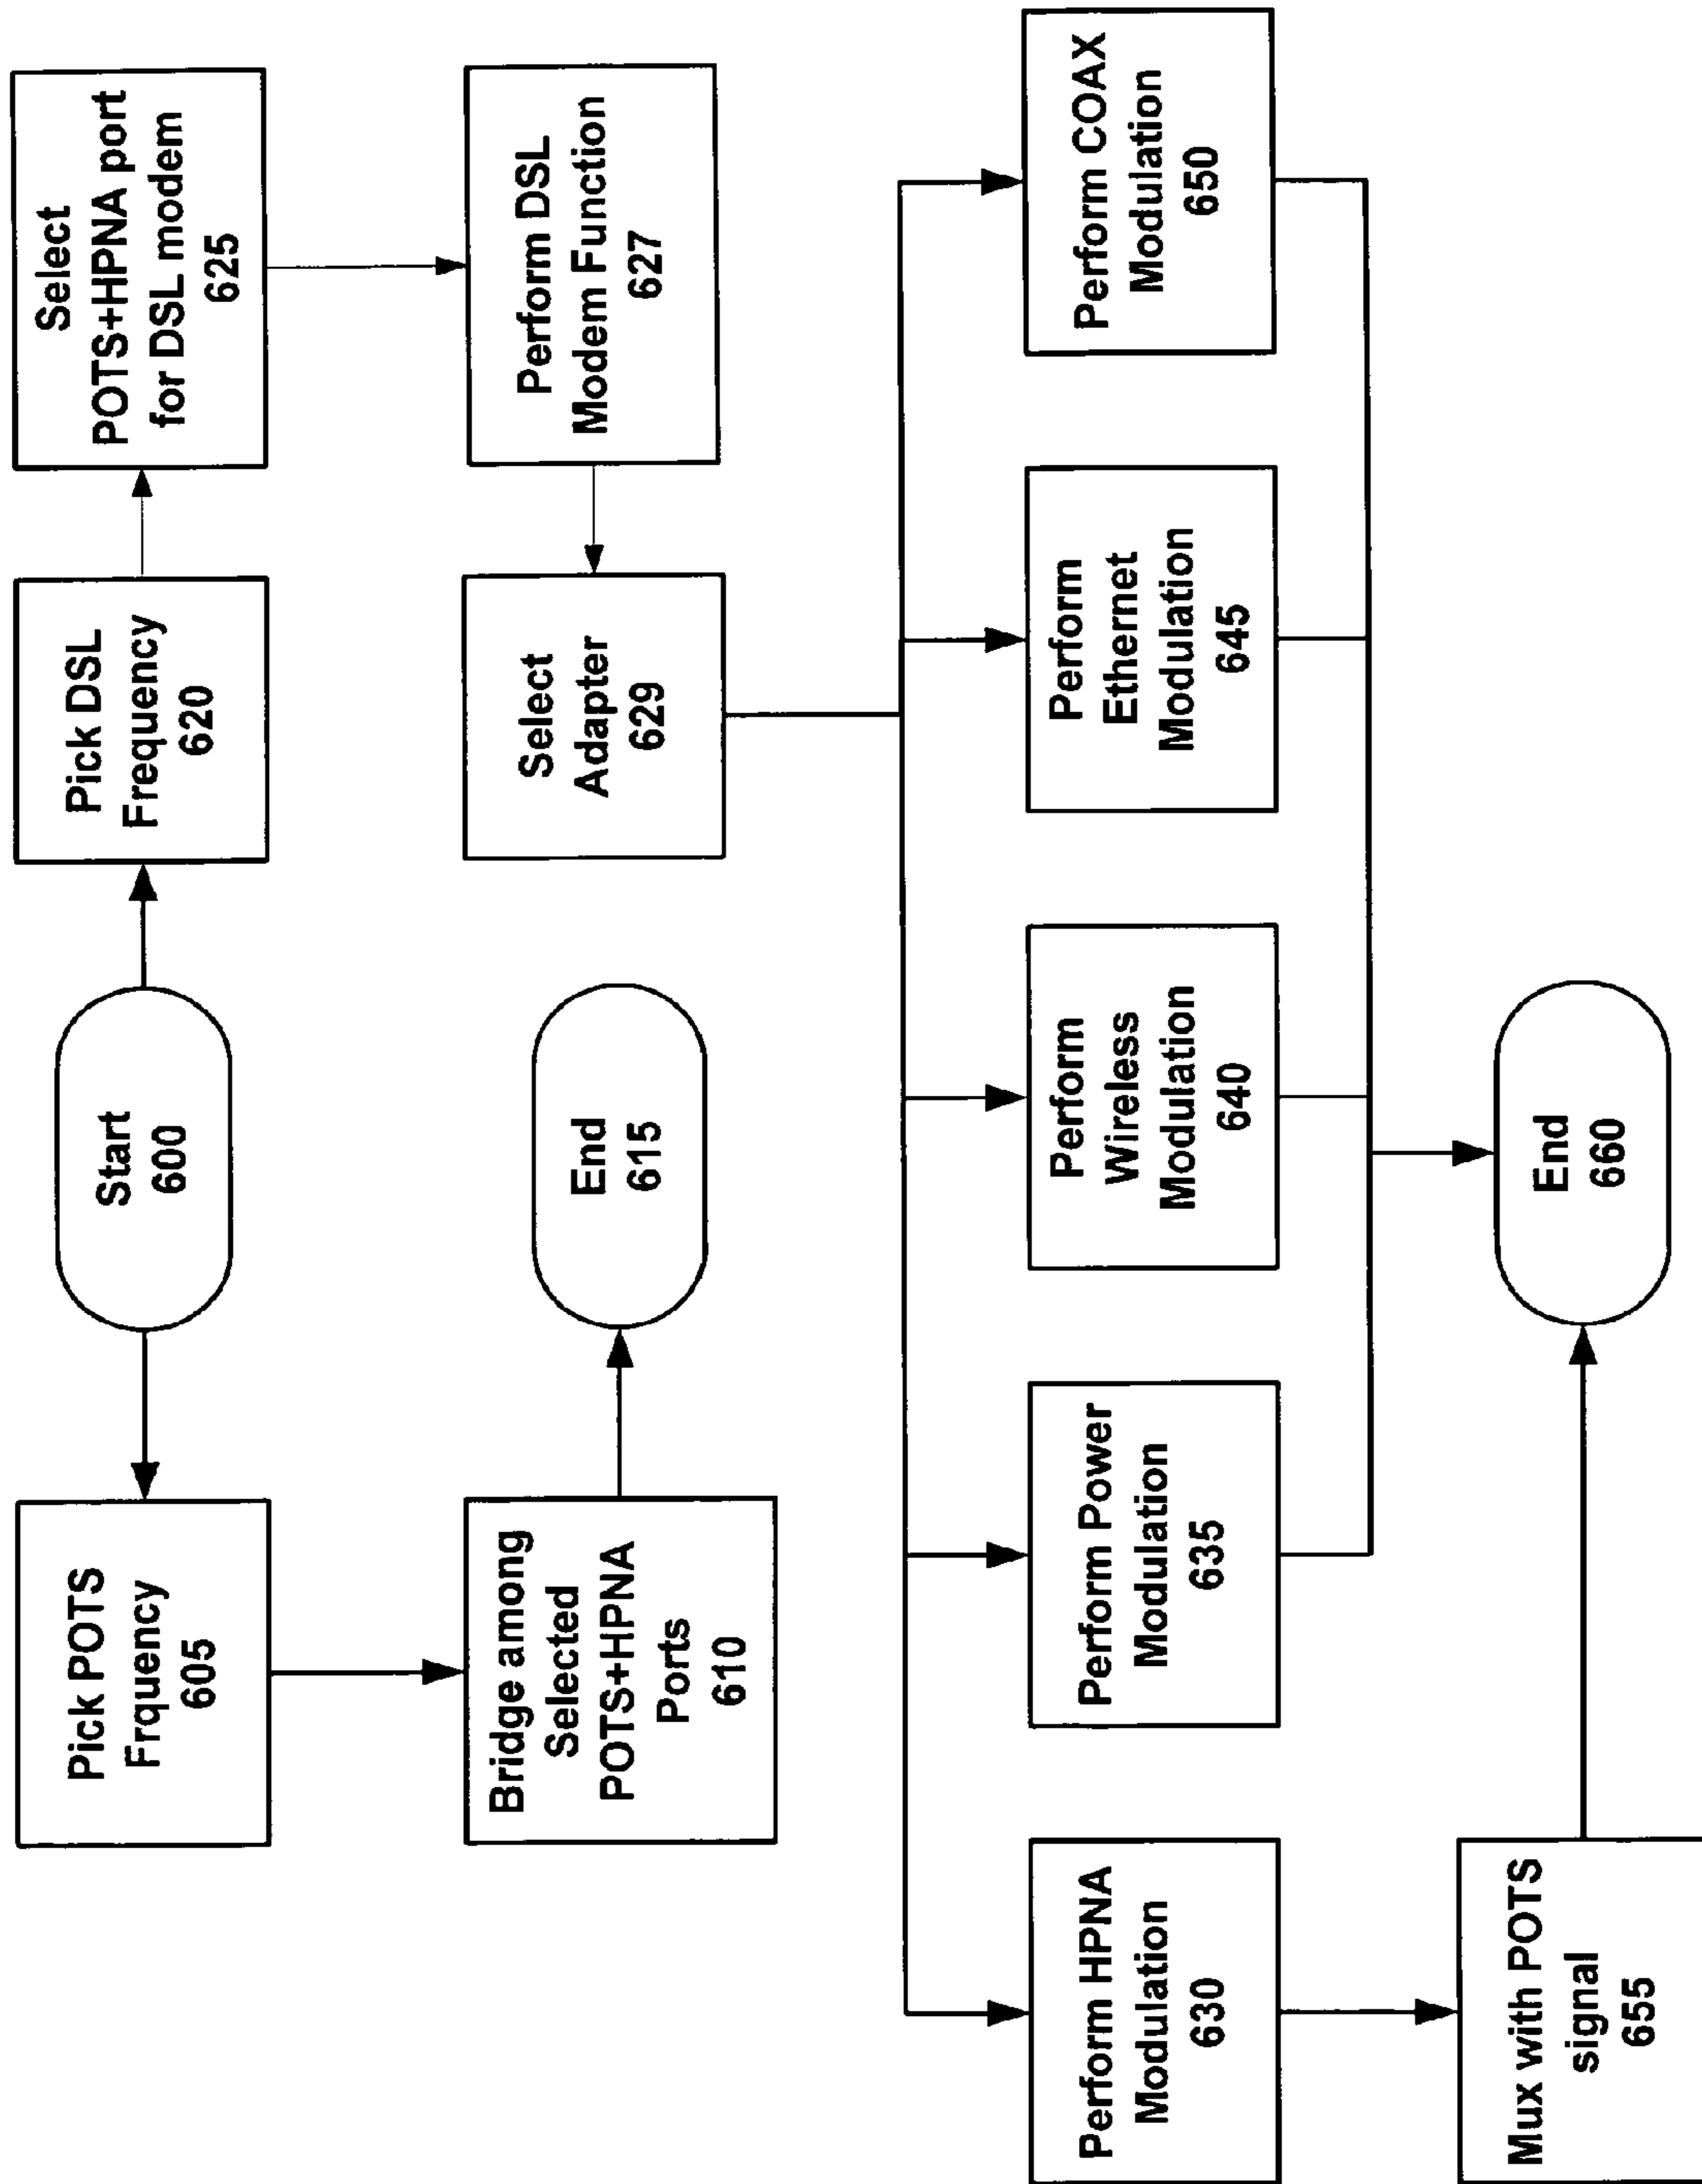 Pick POTS
Frquency
605
Start
600
Pick DSL
Frequency
620
Select
POTS+HPNA port
for DSL modem
625
Bridge among
Selected
POTS+HPNA
Ports
610
End
615
Select
Adapter
629
Perform DSL
Modem Function
627
Perform HPNA
Modulation
630
Perform Power
Modulation
635
Perform
Wireless
Modulation
640
Perform
Ethernet
Modulation
645
Perform COAX
Modulation
650
Mux with POTS
signal
655
End
660